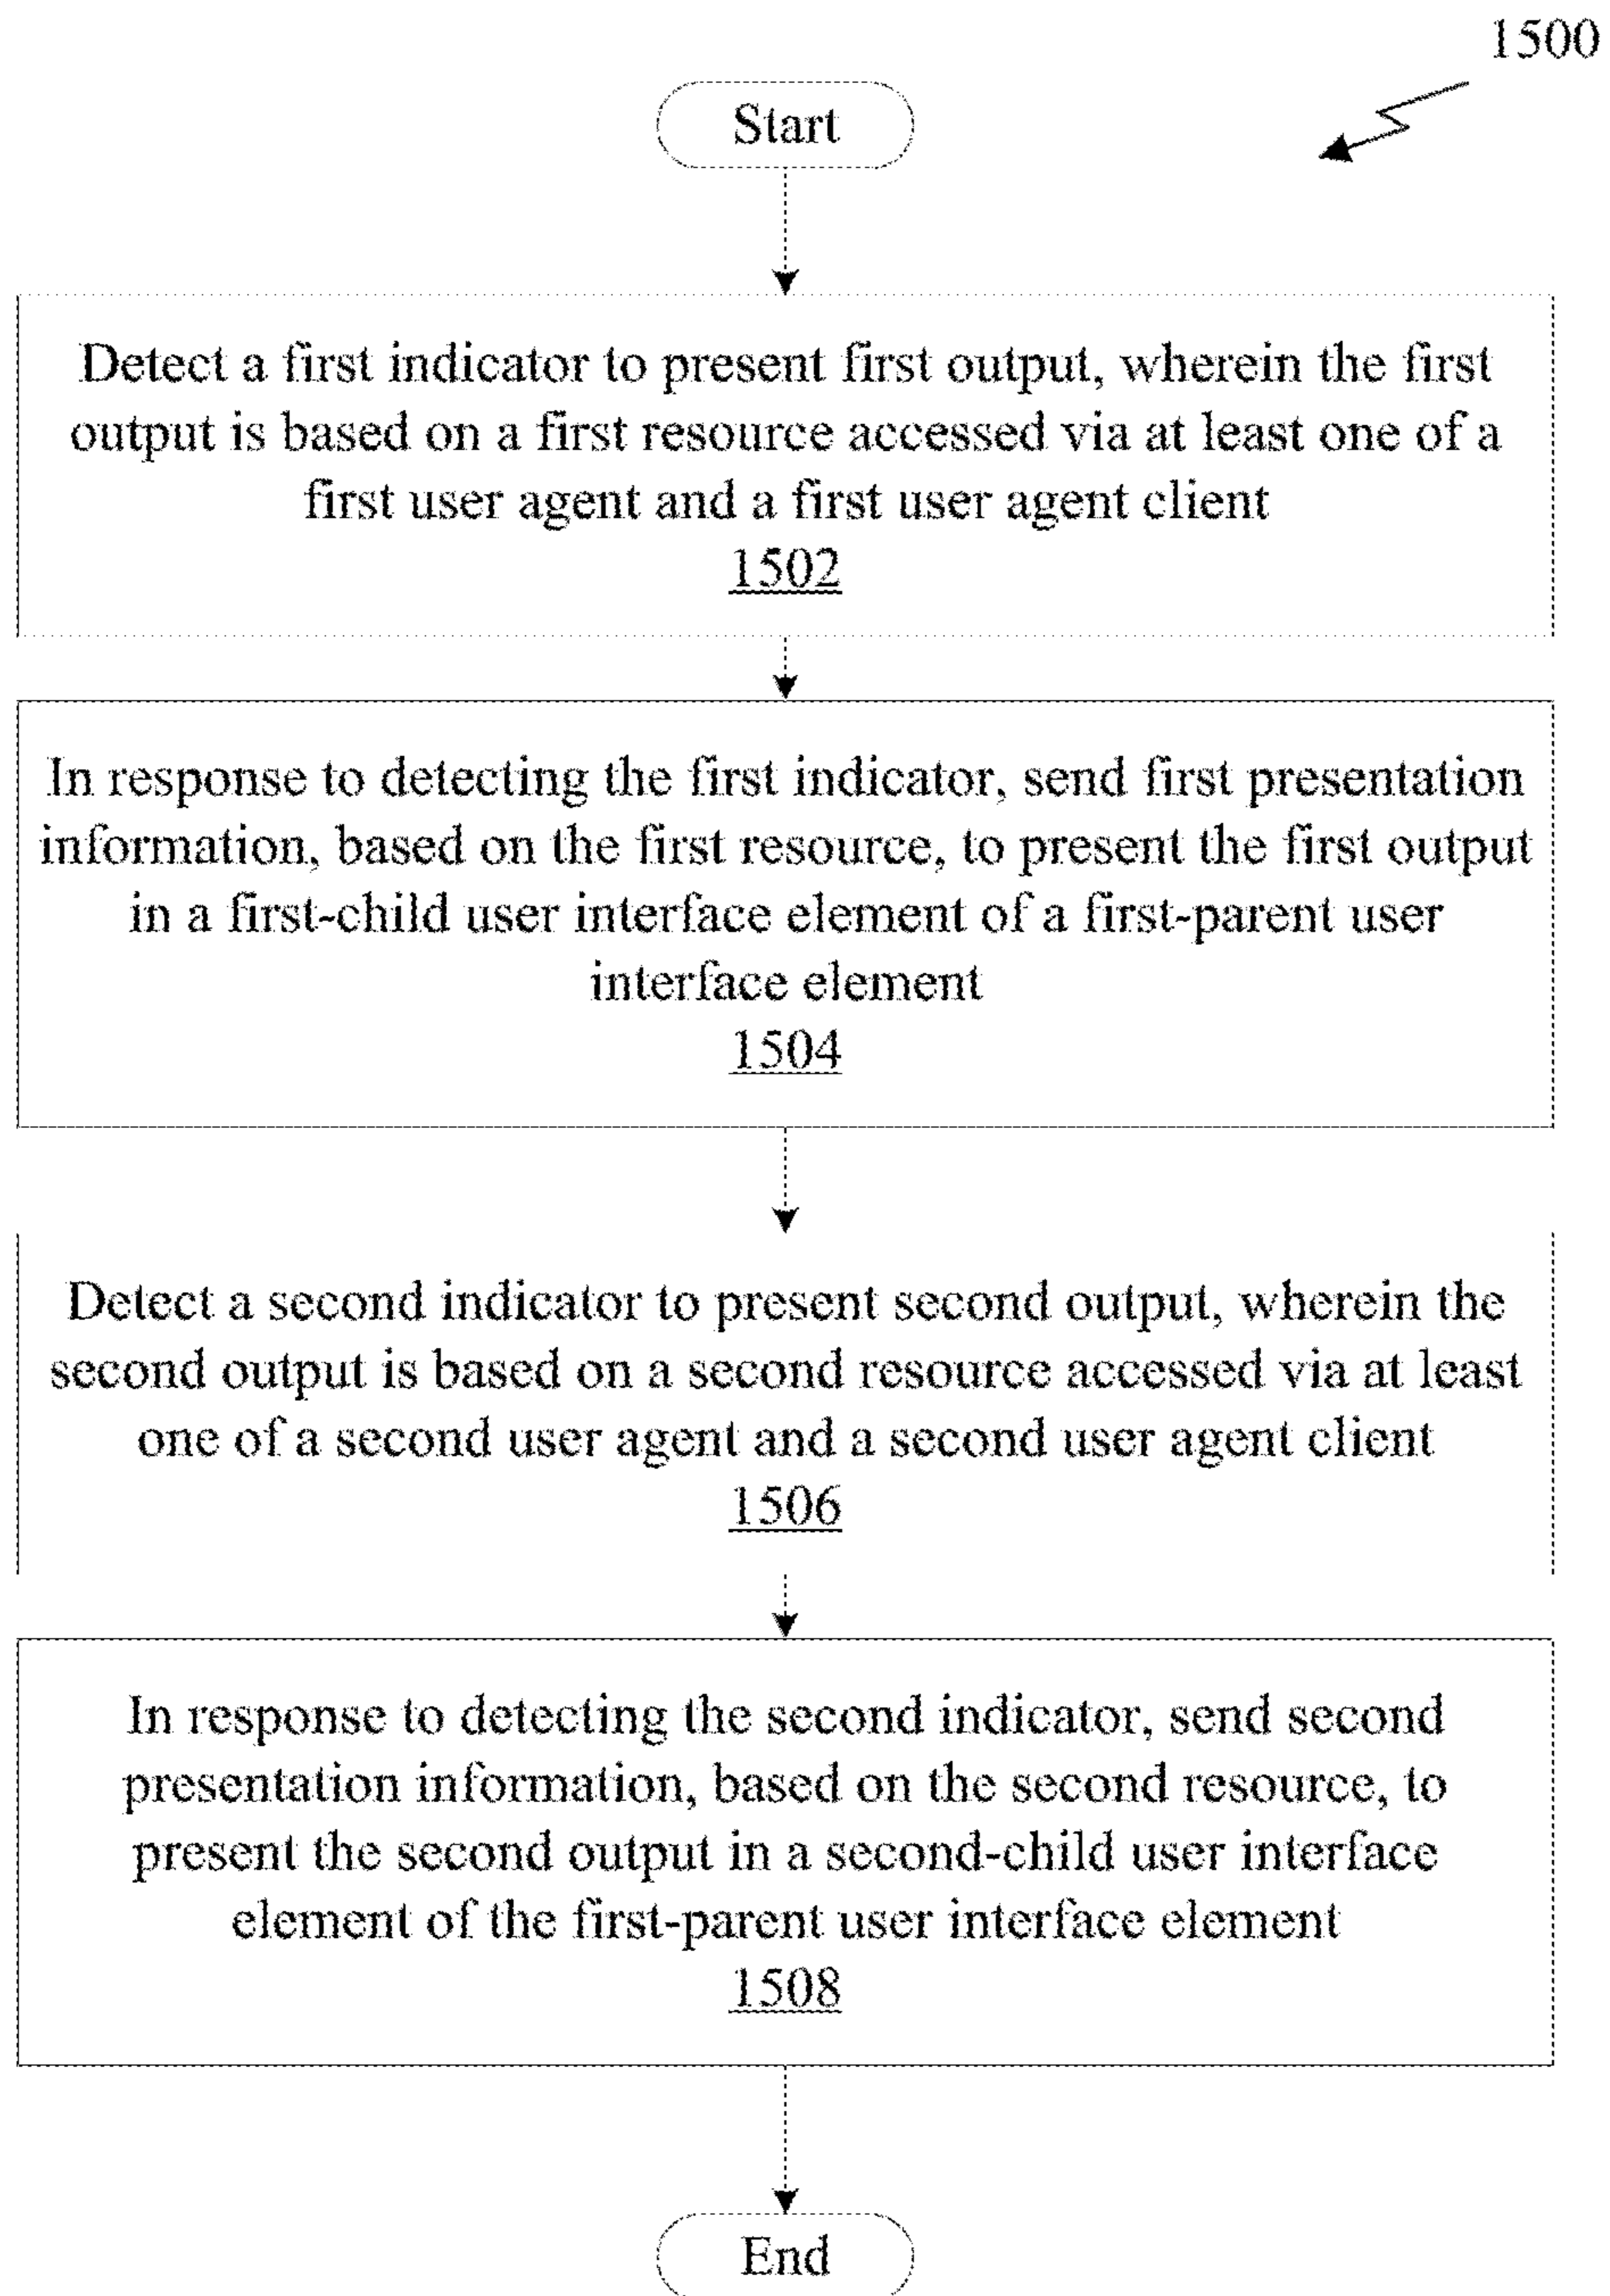 1500
Start
Detect a first indicator to present first output, wherein the first
output is based on a first resource accessed via at least one of a
first user agent and a first user agent client
1502
In response to detecting the first indicator, send first presentation
information, based on the first resource, to present the first output
in a first-child user interface element of a first-parent user
interface element
1504
Detect a second indicator to present second output, wherein the
second output is based on a second resource accessed via at least
one of a second user agent and a second user agent client
1506
In response to detecting the second indicator, send second
presentation information, based on the second resource, to
present the second output in a second-child user interface
element of the first-parent user interface element
1508
End